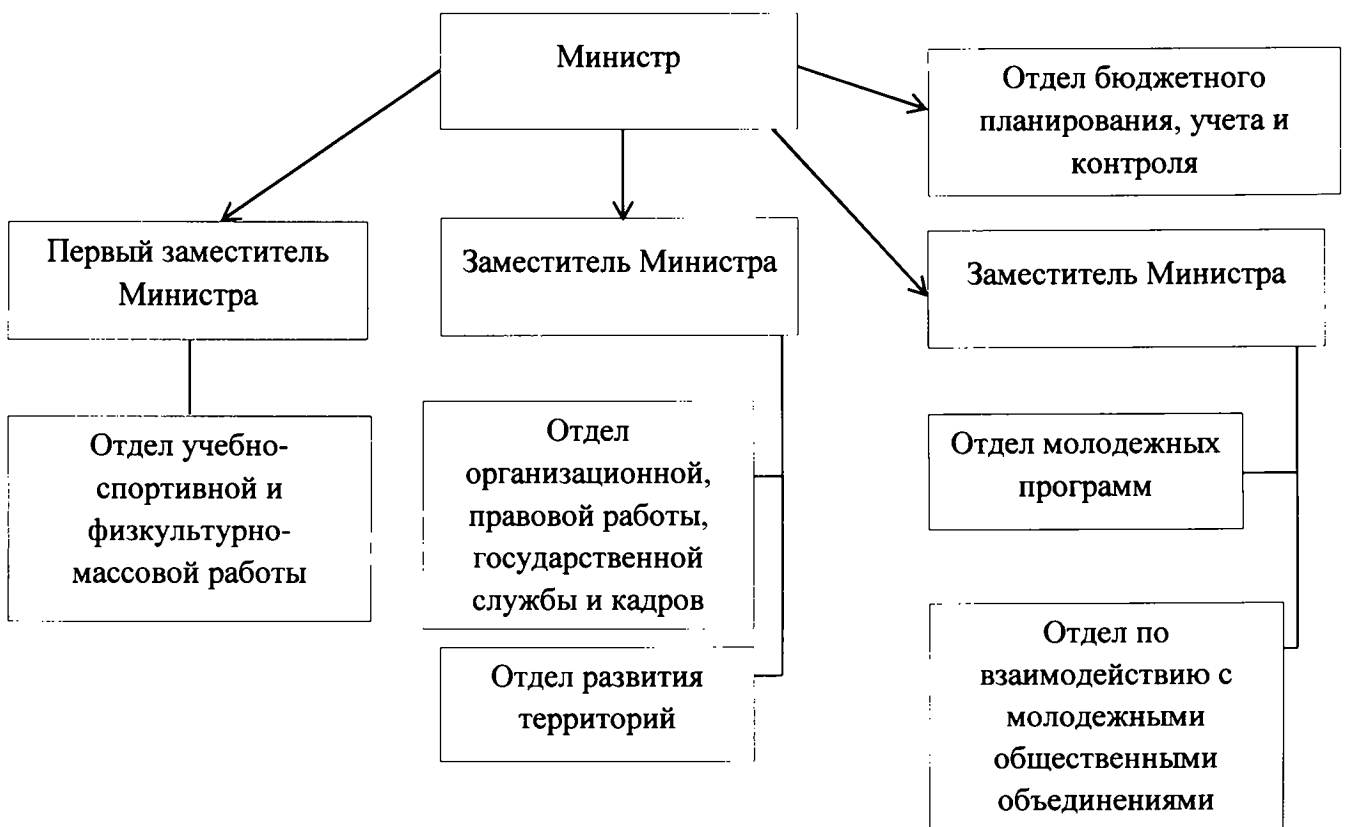 Министр
Отдел бюджетного
планирования, учета и
контроля
Первый заместитель
Министра
Заместитель Министра
Заместитель Министра
Отдел учебно-
спортивной и
физкультурно-
массовой работы
Отдел
организационной,
правовой работы,
государственной
службы и кадров
Отдел развития
территорий
Отдел молодежных
программ
Отдел по
взаимодействию с
молодежными
общественными
объединениями